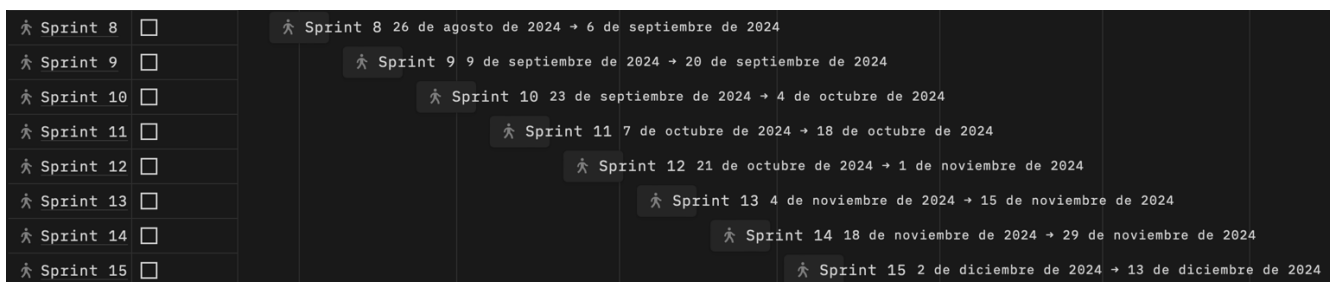 Sprint 8 Sprint 8 26 de agosto de 2024 → 6 de septiembre de 2024
Sprint 9 Sprint 9 9 de septiembre de 2024 → 20 de septiembre de 2024
Sprint 10 Sprint 10 23 de septiembre de 2024 → 4 de octubre de 2024
Sprint 11 Sprint 11 7 de octubre de 2024 → 18 de octubre de 2024
Sprint 12 Sprint 12 21 de octubre de 2024 → 1 de noviembre de 2024
Sprint 13 Sprint 13 4 de noviembre de 2024 → 15 de noviembre de 2024
Sprint 14 Sprint 14 18 de noviembre de 2024 → 29 de noviembre de 2024
Sprint 15 Sprint 15 2 de diciembre de 2024 → 13 de diciembre de 2024